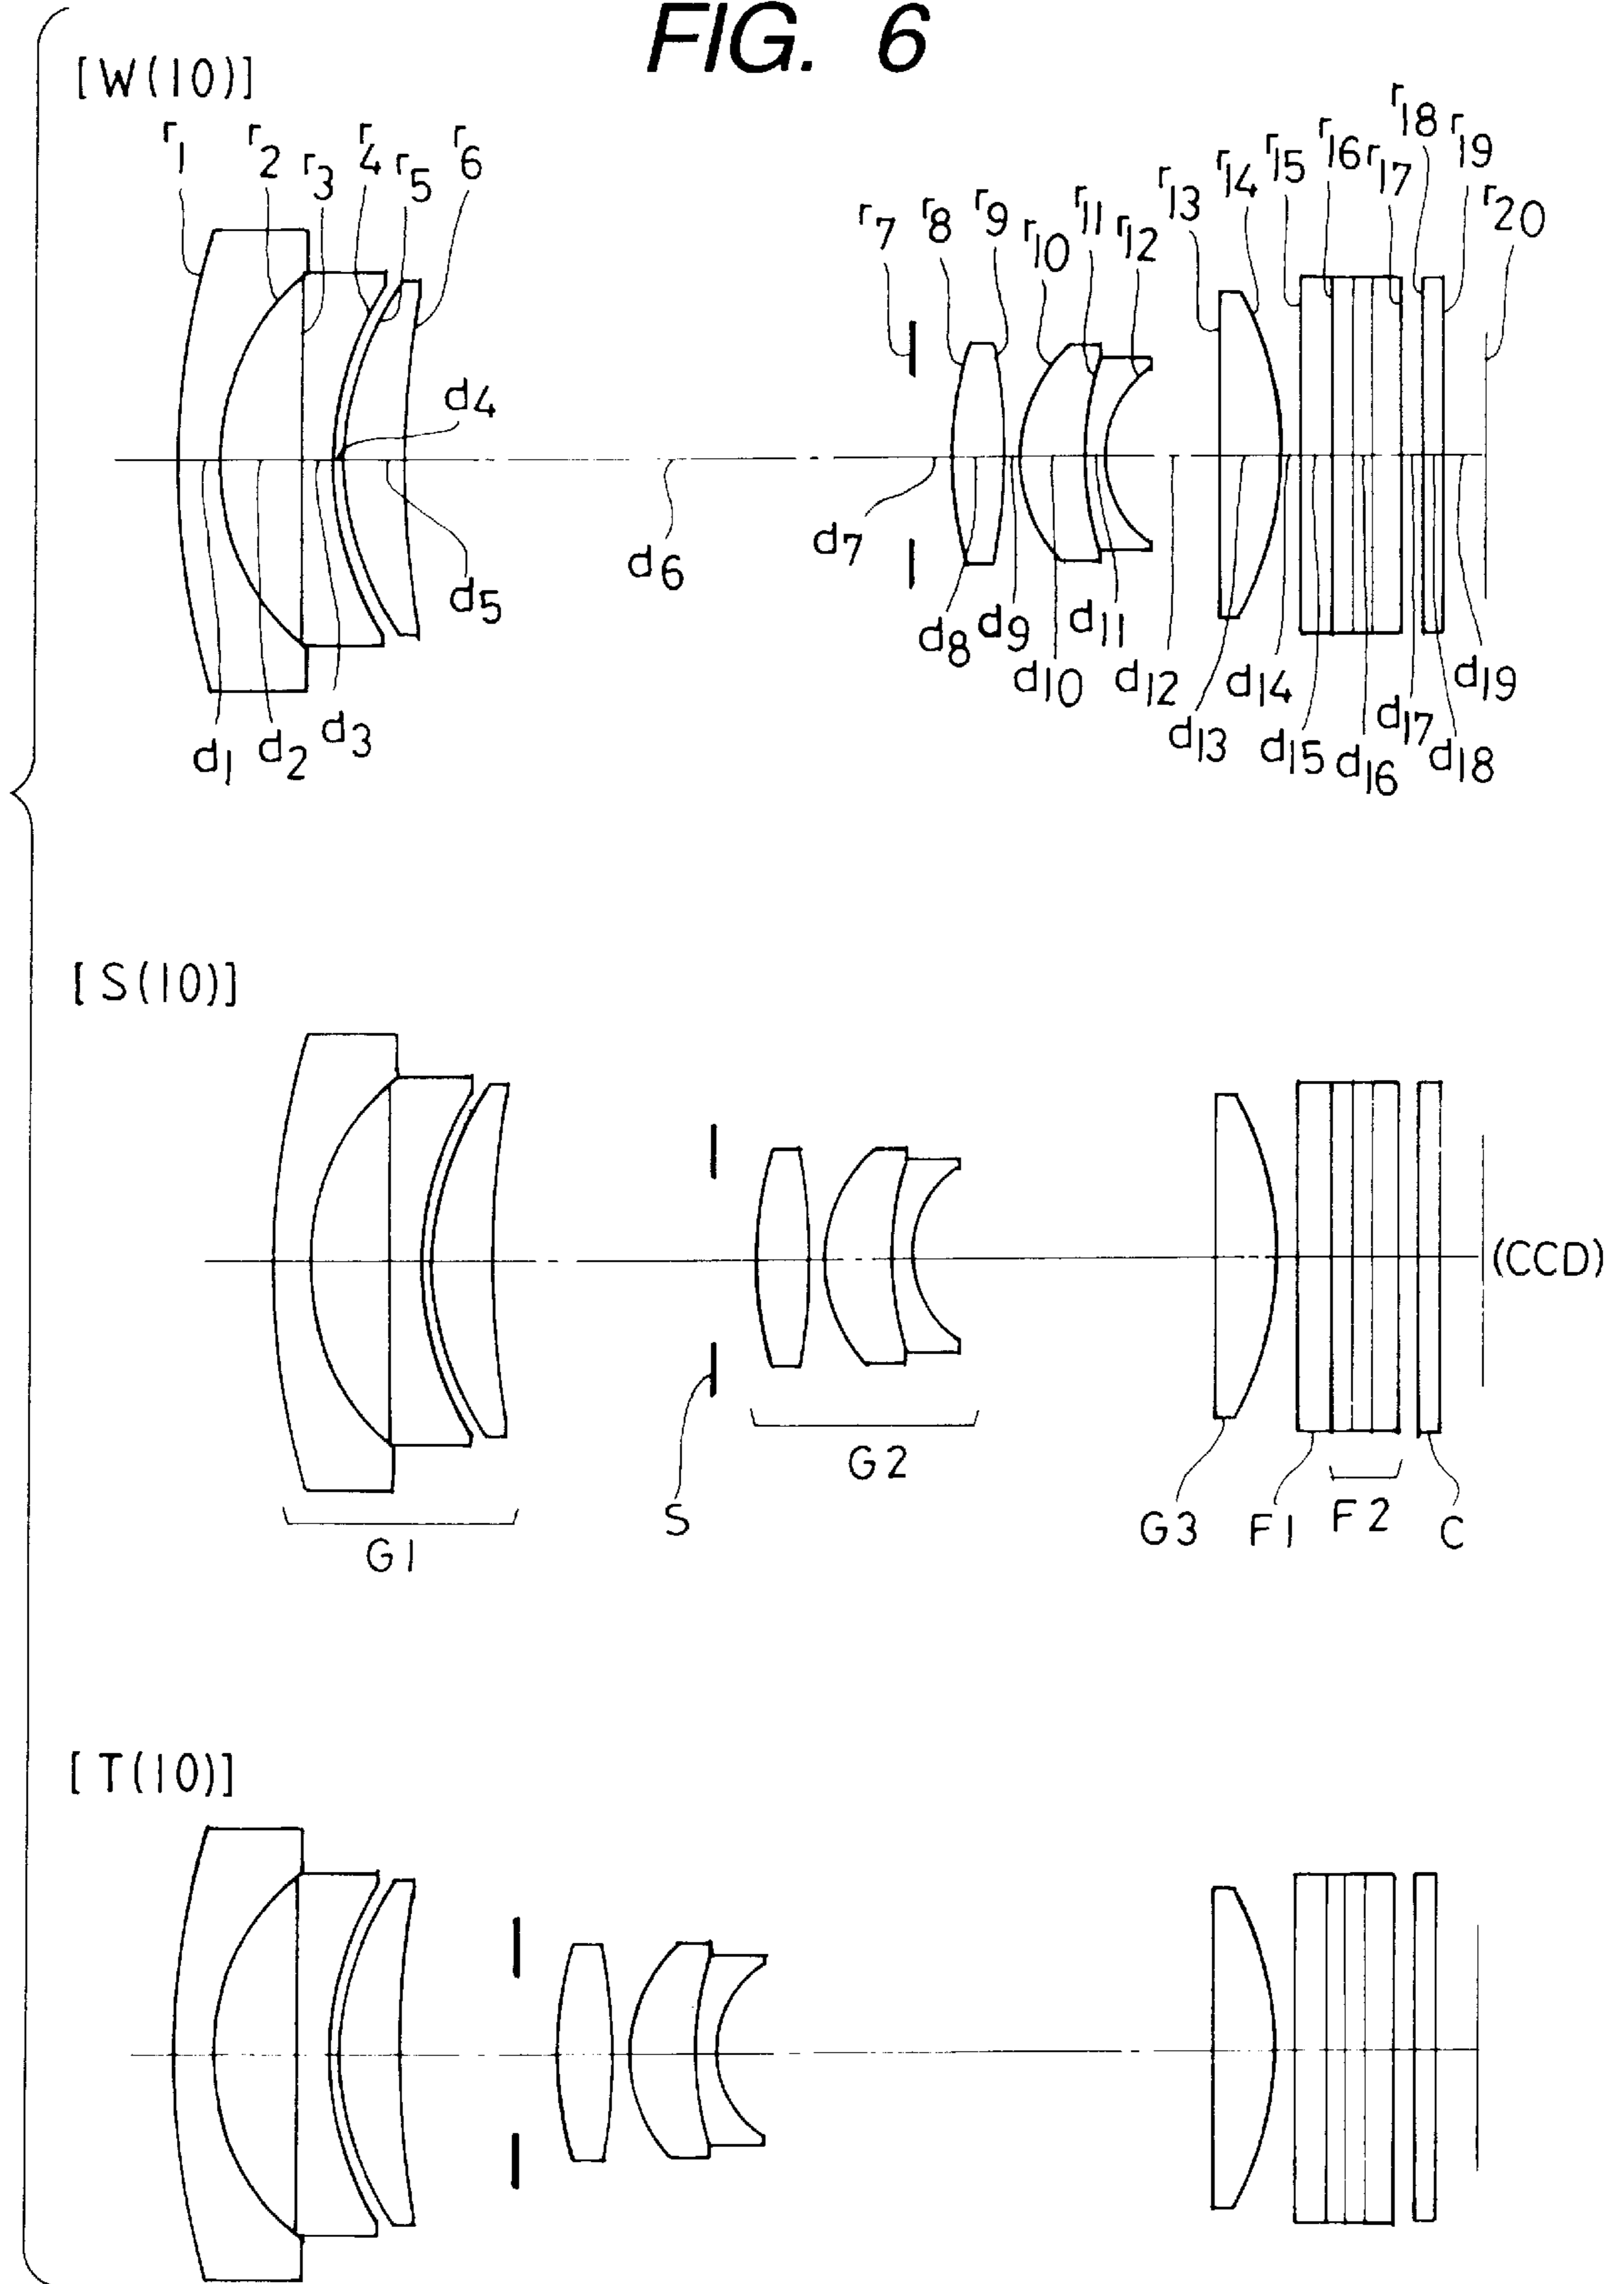 FIG. 6
[W(10)]
r1 r2 r3 r4 r5 r6 r7 r8 r9 r10 r11 r12 r13 r14 r15 r16 r17 r18 r19 r20
d1 d2 d3 d4 d5 d6 d7 d8 d9 d10 d11 d12 d13 d14 d15 d16 d17 d18 d19
[S(10)]
(CCD)
G1 S G2 G3 F1 F2 C
[T(10)]